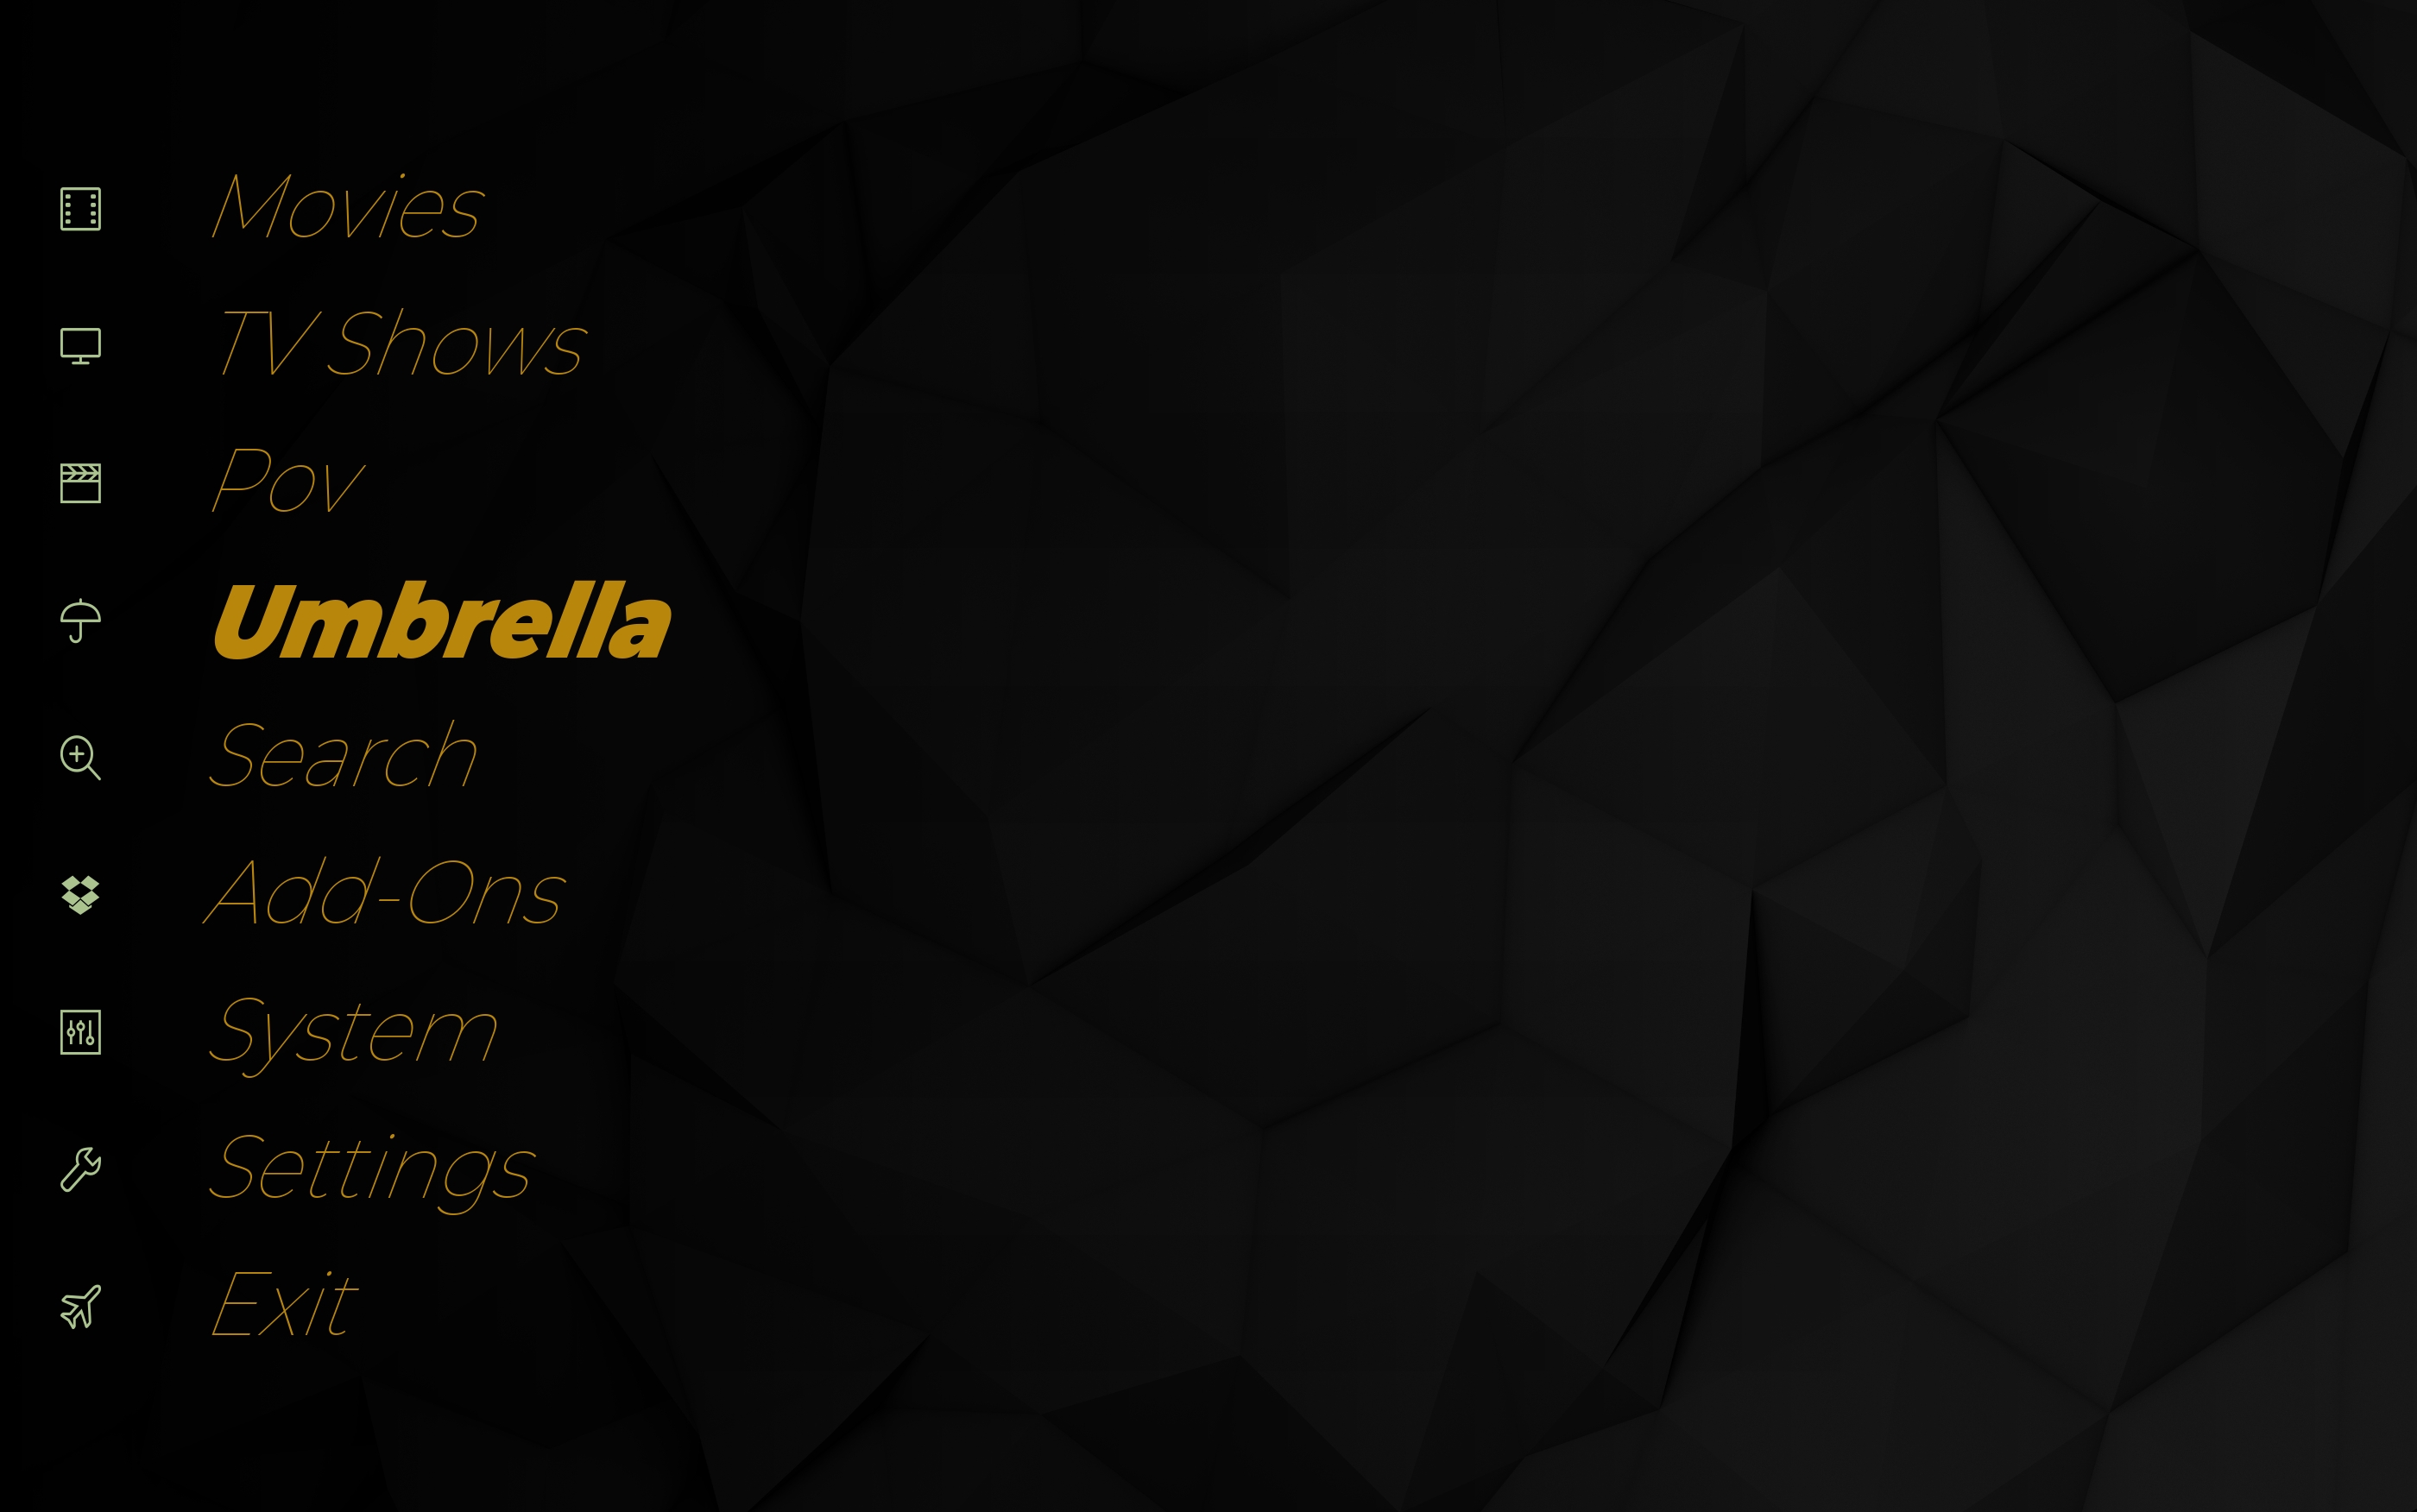 Movies
TV Shows
Pov
Umbrella
Search
Add-Ons
System
Settings
Exit